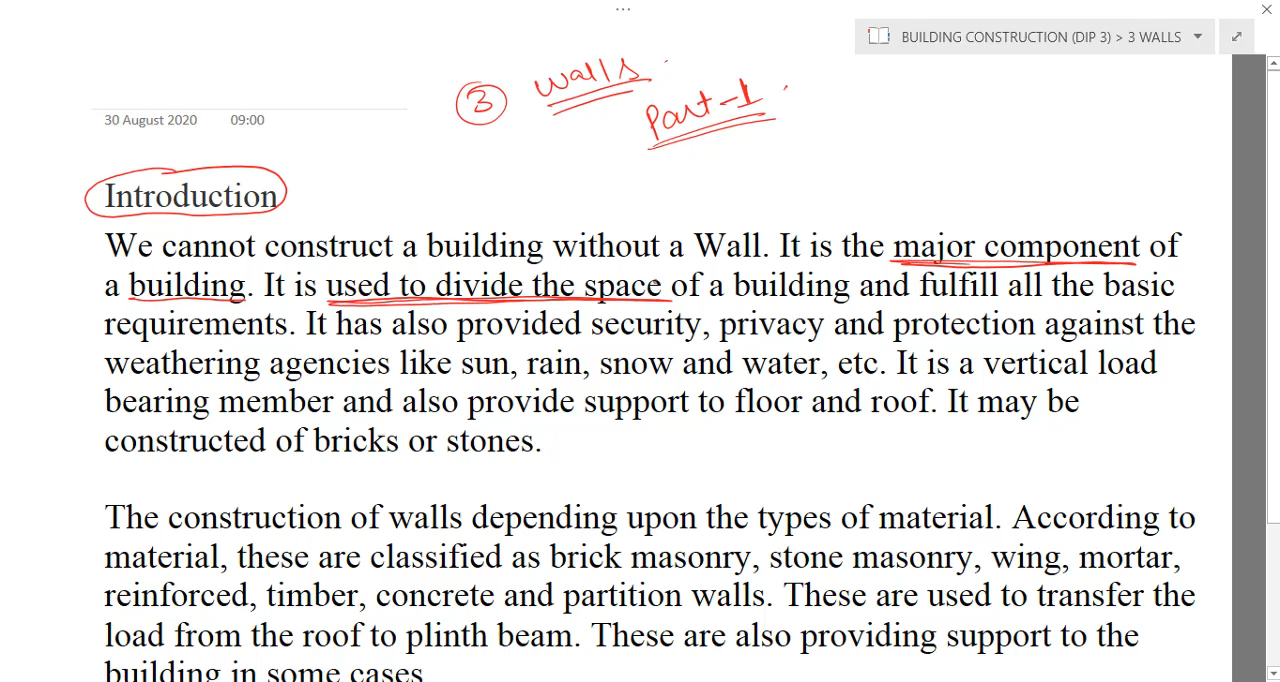 BUILDING CONSTRUCTION (DIP 3) > 3 WALLS
3 Walls
Part-1
30 August 2020 09:00
Introduction
We cannot construct a building without a Wall. It is the major component of
a building. It is used to divide the space of a building and fulfill all the basic
requirements. It has also provided security, privacy and protection against the
weathering agencies like sun, rain, snow and water, etc. It is a vertical load
bearing member and also provide support to floor and roof. It may be
constructed of bricks or stones.
The construction of walls depending upon the types of material. According to
material, these are classified as brick masonry, stone masonry, wing, mortar,
reinforced, timber, concrete and partition walls. These are used to transfer the
load from the roof to plinth beam. These are also providing support to the
building in some cases